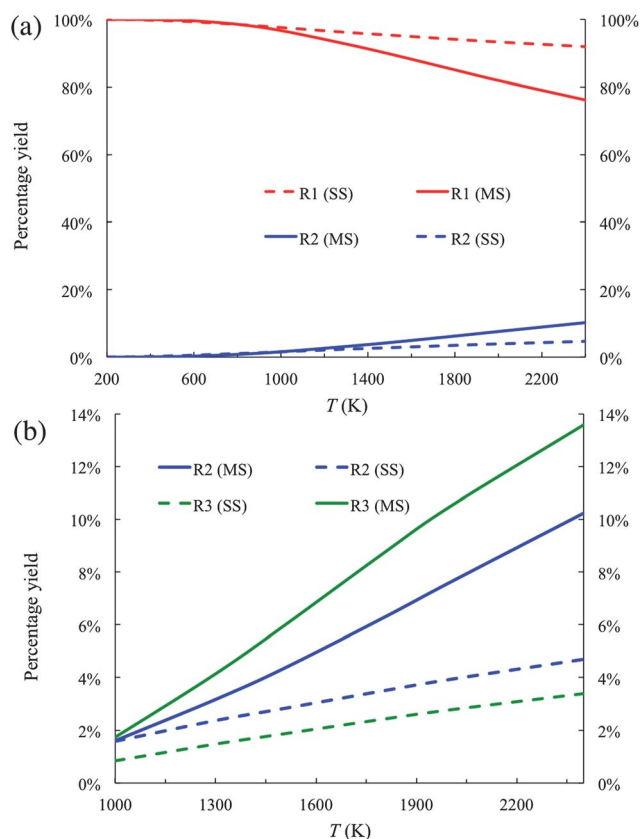 (a)
100%
80%
60%
40%
20%
0%
Percentage yield
100%
80%
60%
40%
20%
0%
R1 (SS) R1 (MS)
R2 (MS) R2 (SS)
200 600 1000 1400 1800 2200
T (K)
(b)
14%
12%
10%
8%
6%
4%
2%
0%
Percentage yield
14%
12%
10%
8%
6%
4%
2%
0%
R2 (MS) R2 (SS)
R3 (SS) R3 (MS)
1000 1300 1600 1900 2200
T (K)